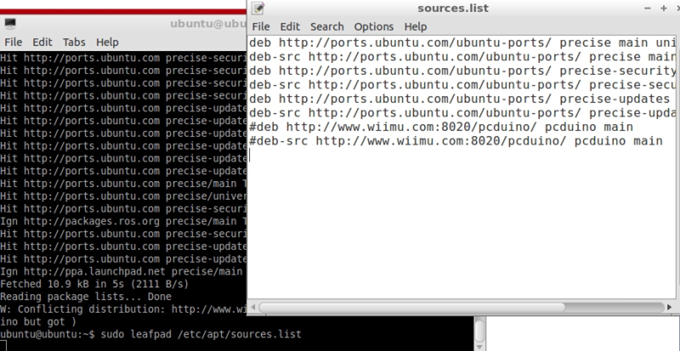 ubuntu@ubu
File Edit Tabs Help
Hit http://ports.ubuntu.com precise-securi
Hit http://ports.ubuntu.com precise-securi
Hit http://ports.ubuntu.com precise-securi
Hit http://ports.ubuntu.com precise-securi
Hit http://ports.ubuntu.com precise-update
Hit http://ports.ubuntu.com precise-update
Hit http://ports.ubuntu.com precise-update
Hit http://ports.ubuntu.com precise-update
Hit http://ports.ubuntu.com precise-update
Hit http://ports.ubuntu.com precise-update
Hit http://ports.ubuntu.com precise/main T
Hit http://ports.ubuntu.com precise/univer
Hit http://ports.ubuntu.com precise-securi
Ign http://packages.ros.org precise/main T
Hit http://ports.ubuntu.com precise-securi
Hit http://ports.ubuntu.com precise-update
Hit http://ports.ubuntu.com precise-update
Ign http://ppa.launchpad.net precise/main
Fetched 10.9 kB in 5s (2111 B/s)
Reading package lists... Done
W: Conflicting distribution: http://www.wi
ino but got )
ubuntu@ubuntu:~$ sudo leafpad /etc/apt/sources.list
sources.list
File Edit Search Options Help
deb http://ports.ubuntu.com/ubuntu-ports/ precise main uni
deb-src http://ports.ubuntu.com/ubuntu-ports/ precise main
deb http://ports.ubuntu.com/ubuntu-ports/ precise-security
deb-src http://ports.ubuntu.com/ubuntu-ports/ precise-secu
deb http://ports.ubuntu.com/ubuntu-ports/ precise-updates
deb-src http://ports.ubuntu.com/ubuntu-ports/ precise-upda
#deb http://www.wiimu.com:8020/pcduino/ pcduino main
#deb-src http://www.wiimu.com:8020/pcduino/ pcduino main